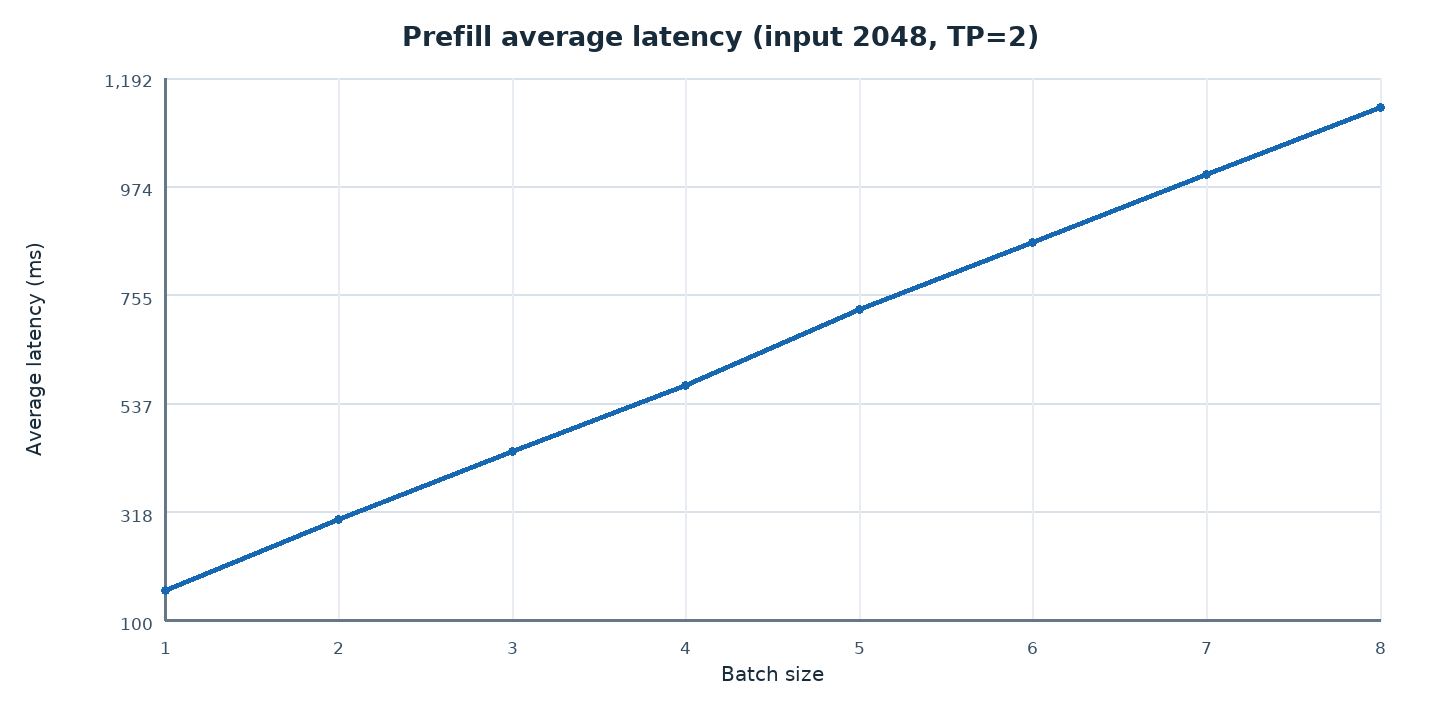 Prefill average latency (input 2048, TP=2)
1,192
974
755
537
318
100
Average latency (ms)
1 2 3 4 5 6 7 8
Batch size